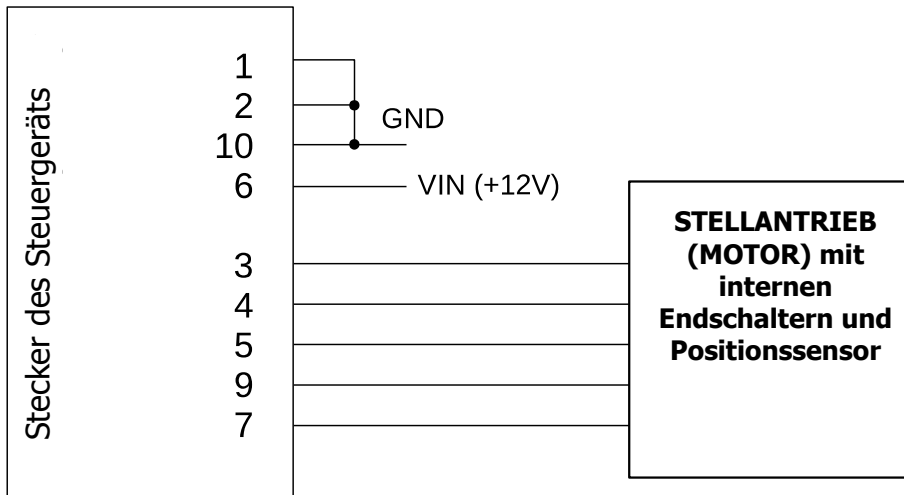 Stecker des Steuergeräts
1
2
10
6
3
4
5
9
7
GND
VIN (+12V)
STELLANTRIEB
(MOTOR) mit
internen
Endschaltern und
Positionssensor